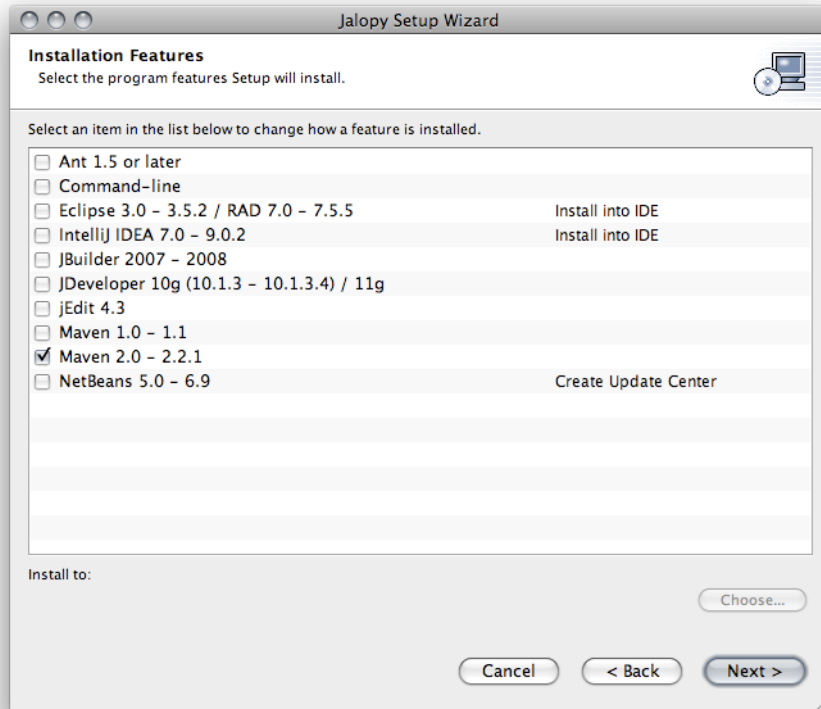 Jalopy Setup Wizard
Installation Features
Select the program features Setup will install.
Select an item in the list below to change how a feature is installed.
Ant 1.5 or later
Command-line
Eclipse 3.0 - 3.5.2 / RAD 7.0 - 7.5.5 Install into IDE
IntelliJ IDEA 7.0 - 9.0.2 Install into IDE
JBuilder 2007 - 2008
JDeveloper 10g (10.1.3 - 10.1.3.4) / 11g
jEdit 4.3
Maven 1.0 - 1.1
Maven 2.0 - 2.2.1
NetBeans 5.0 - 6.9 Create Update Center
Install to:
Choose...
Cancel < Back Next >